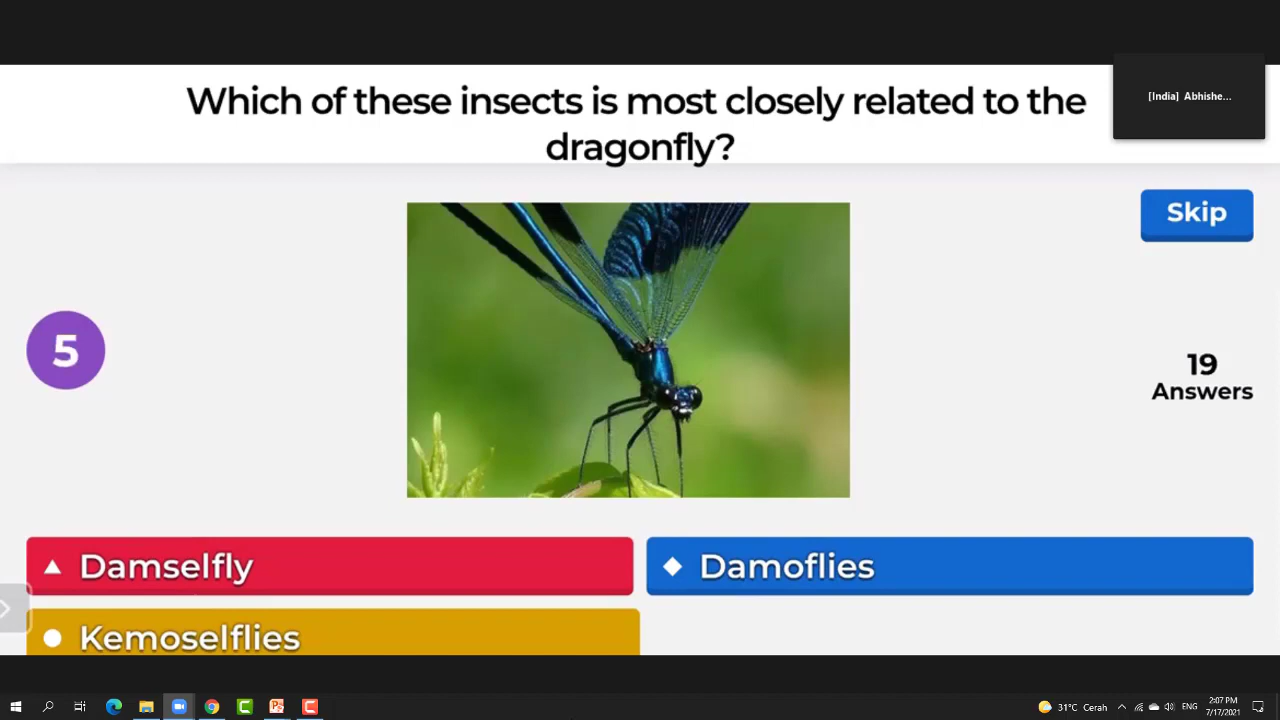 Which of these insects is most closely related to the
dragonfly?
[India] Abhishe...
Skip
5
19
Answers
Damselfly
Damoflies
Kemoselflies
31°C Cerah
ENG
2:07 PM
7/17/2021